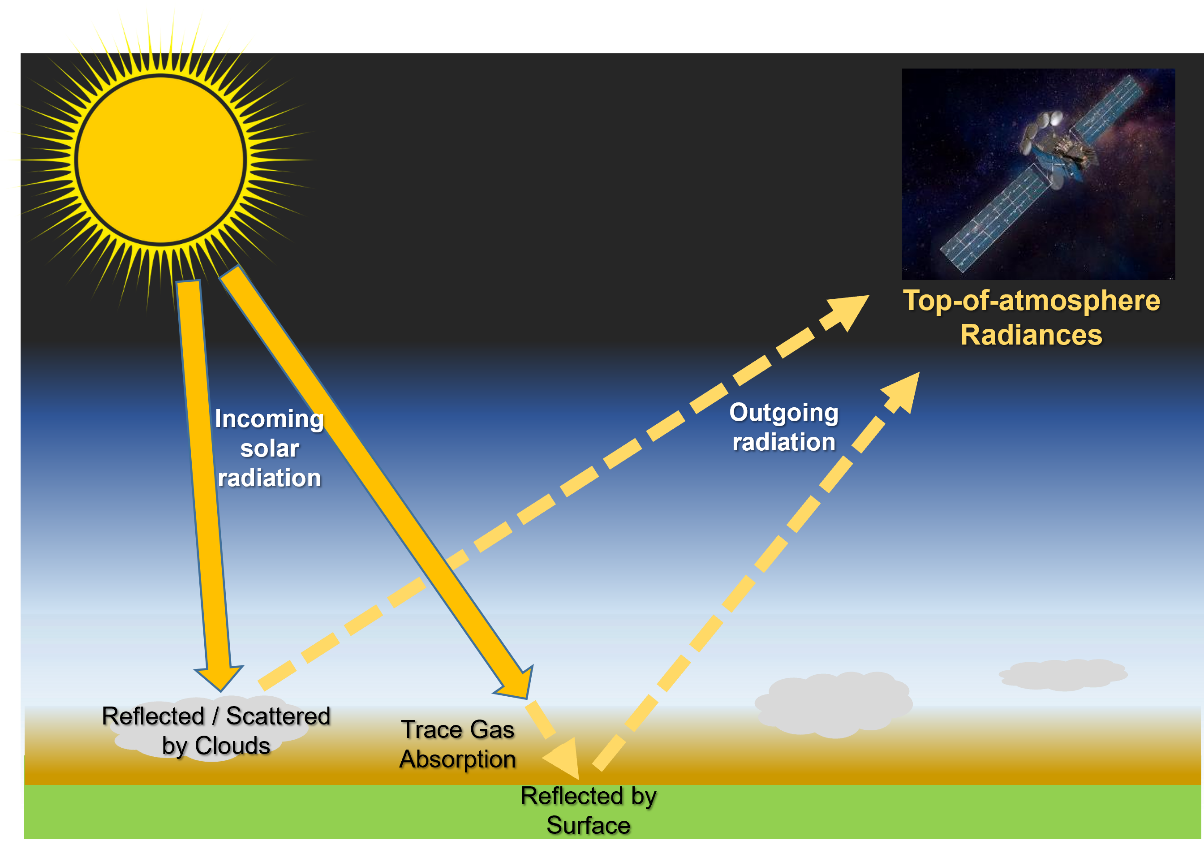 Top-of-atmosphere
Radiances
Incoming
solar
radiation
Outgoing
radiation
Reflected / Scattered
by Clouds
Trace Gas
Absorption
Reflected by
Surface